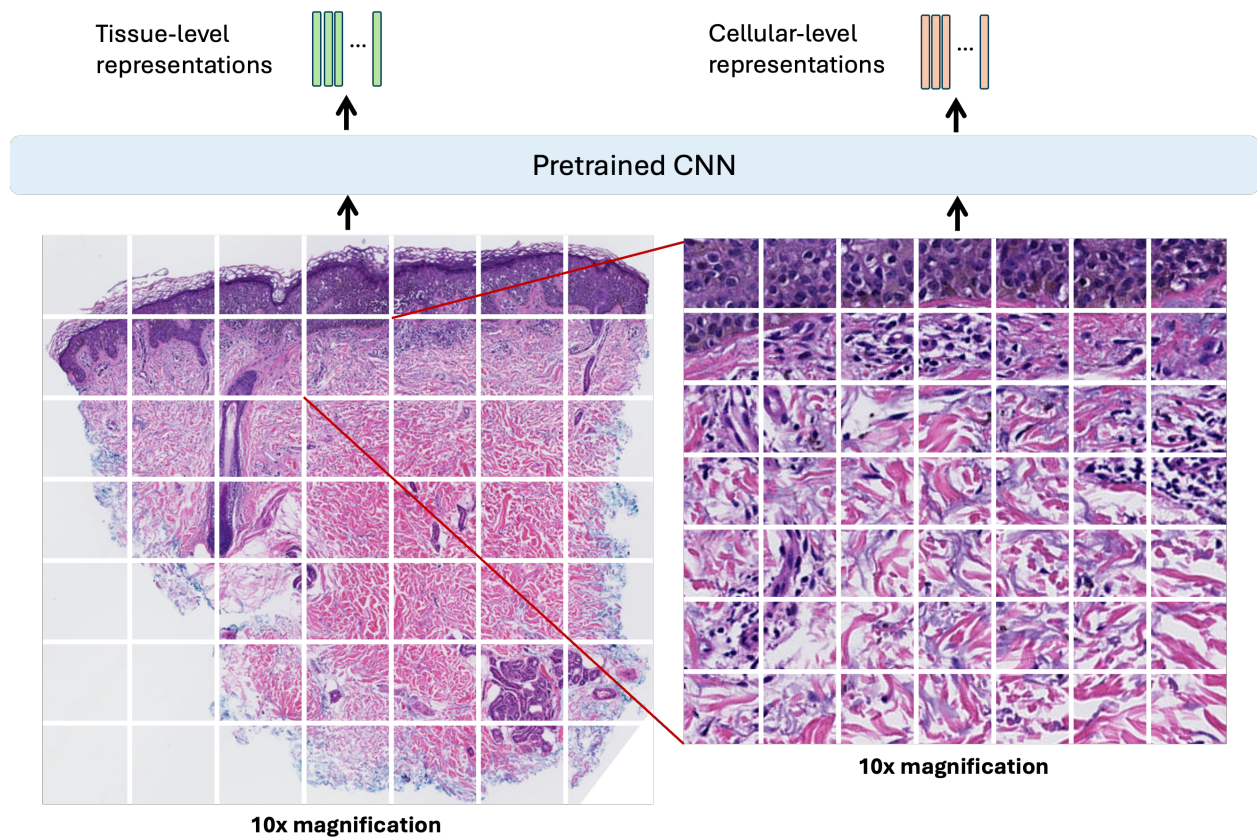 Tissue-level
representations
...
Cellular-level
representations
...
Pretrained CNN
10x magnification
10x magnification